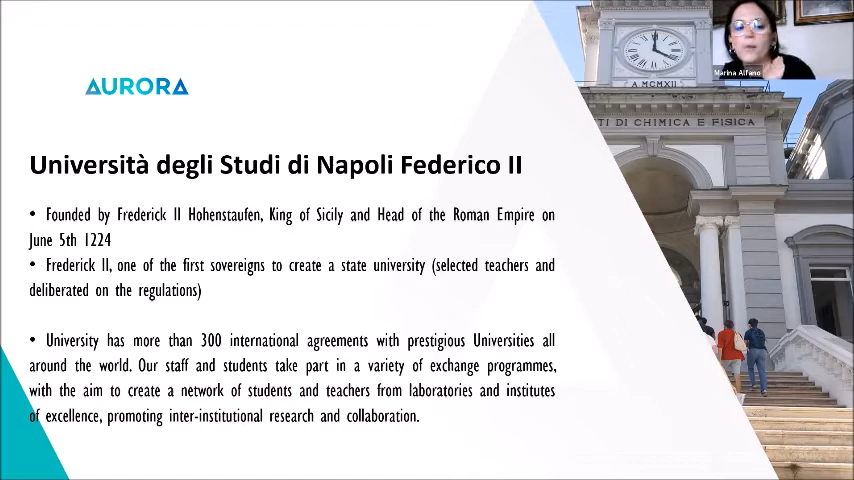 AURORA
Università degli Studi di Napoli Federico II
• Founded by Frederick II Hohenstaufen, King of Sicily and Head of the Roman Empire on
June 5th 1224
• Frederick II, one of the first sovereigns to create a state university (selected teachers and
deliberated on the regulations)
• University has more than 300 international agreements with prestigious Universities all
around the world. Our staff and students take part in a variety of exchange programmes,
with the aim to create a network of students and teachers from laboratories and institutes
of excellence, promoting inter-institutional research and collaboration.
A MCMXII
TI DI CHIMICA E FISICA
Marina Alfano